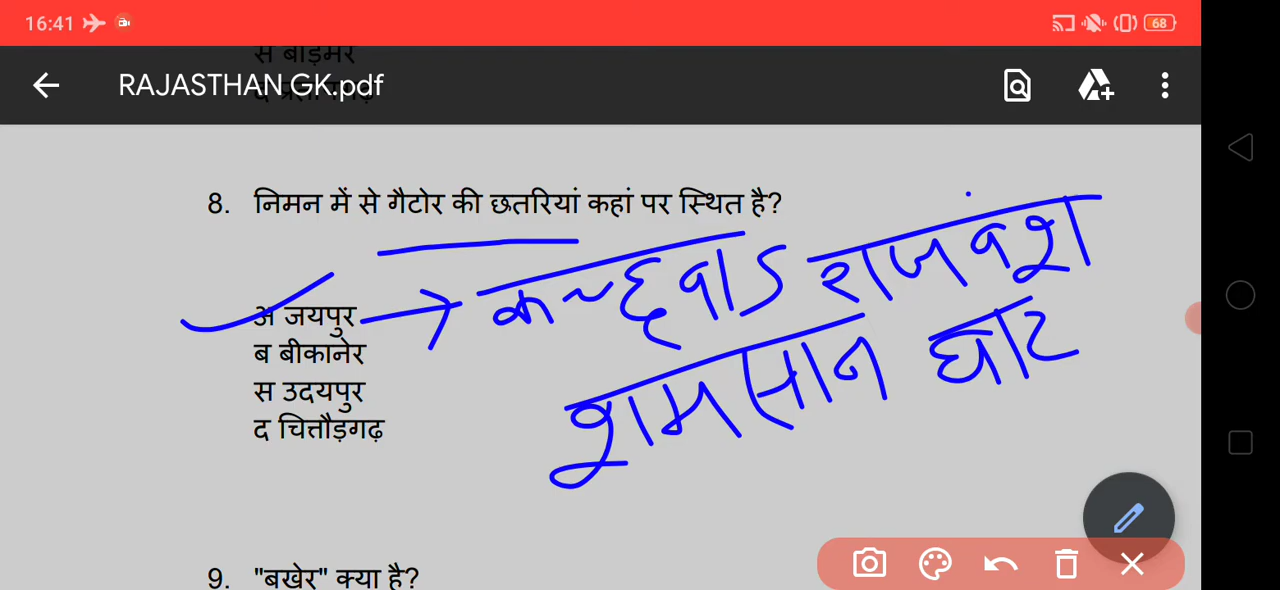 16:41
68
स बाड़मेर
RAJASTHAN GK.pdf
8. निमन में से गैटोर की छतरियां कहां पर स्थित है?
अ जयपुर
कच्छवाह राजवंश
ब बीकानेर
शामसान घाट
स उदयपुर
द चित्तौड़गढ़
9. "बखेर" क्या है?